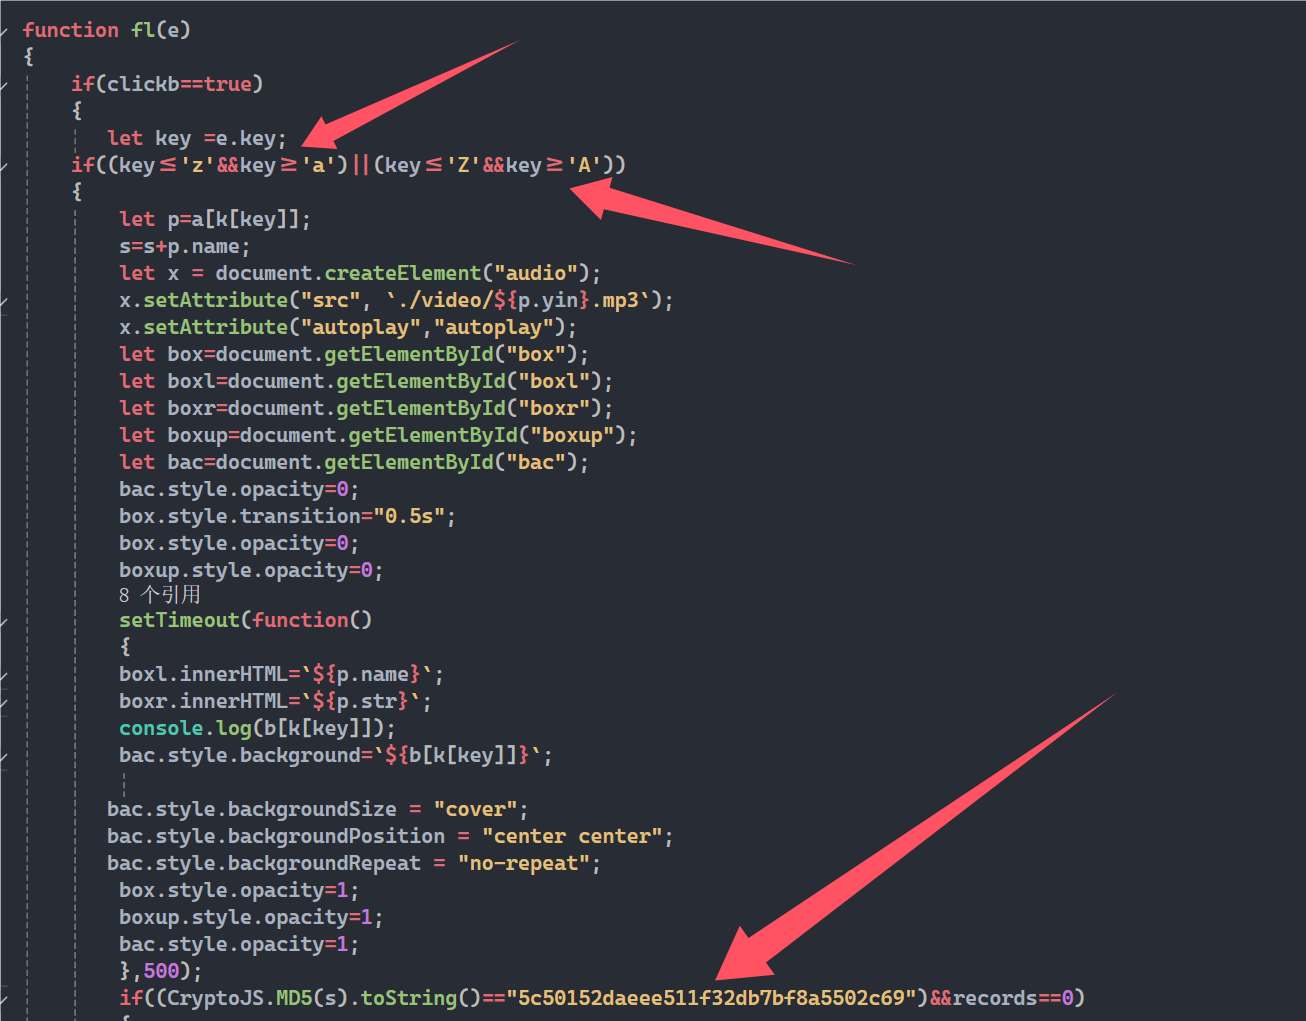 function fl(e)
{
if(clickb==true)
{
let key =e.key;
if((key≤'z'&&key≥'a')||(key≤'Z'&&key≥'A'))
{
let p=a[k[key]];
s=s+p.name;
let x = document.createElement("audio");
x.setAttribute("src", `./video/${p.yin}.mp3`);
x.setAttribute("autoplay","autoplay");
let box=document.getElementById("box");
let boxl=document.getElementById("boxl");
let boxr=document.getElementById("boxr");
let boxup=document.getElementById("boxup");
let bac=document.getElementById("bac");
bac.style.opacity=0;
box.style.transition="0.5s";
box.style.opacity=0;
boxup.style.opacity=0;
8 个引用
setTimeout(function()
{
boxl.innerHTML=`${p.name}`;
boxr.innerHTML=`${p.str}`;
console.log(b[k[key]]);
bac.style.background=`${b[k[key]]}`;
bac.style.backgroundSize = "cover";
bac.style.backgroundPosition = "center center";
bac.style.backgroundRepeat = "no-repeat";
box.style.opacity=1;
boxup.style.opacity=1;
bac.style.opacity=1;
},500);
if((CryptoJS.MD5(s).toString()=="5c50152daeee511f32db7bf8a5502c69")&&records==0)
{